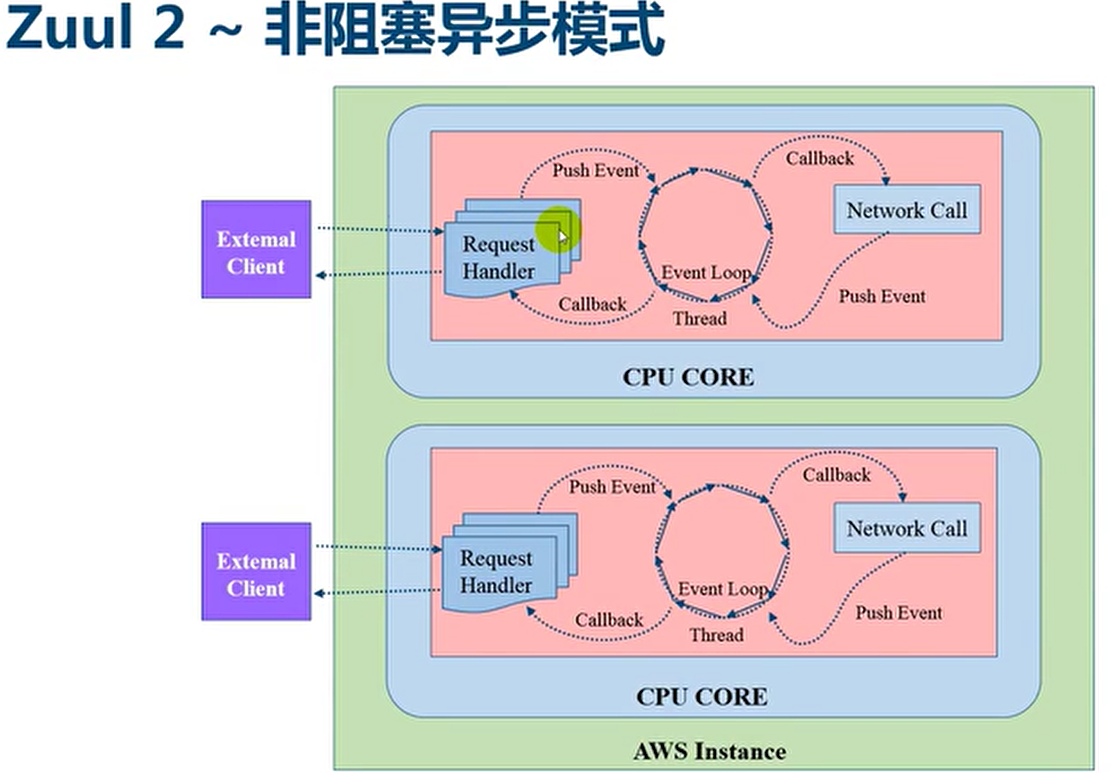 Zuul 2 ~ 非阻塞异步模式
External
Client
Request
Handler
Push Event
Callback
Event Loop
Thread
Callback
Network Call
Push Event
CPU CORE
External
Client
Request
Handler
Push Event
Callback
Event Loop
Thread
Callback
Network Call
Push Event
CPU CORE
AWS Instance